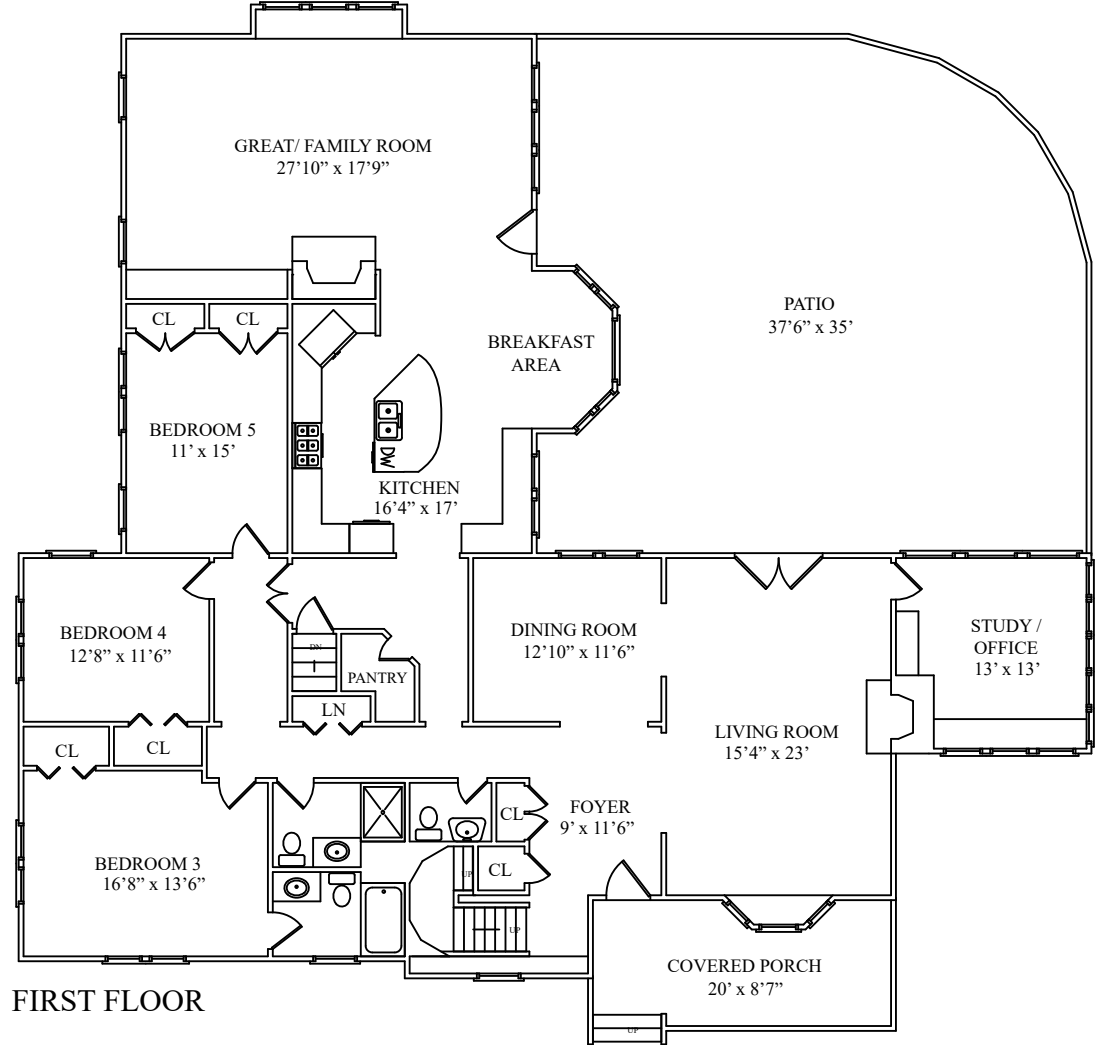 GREAT/ FAMILY ROOM
27’10” x 17’9”
PATIO
37’6” x 35’
CL
CL
BREAKFAST
AREA
BEDROOM 5
11’ x 15’
DW
KITCHEN
16’4” x 17’
BEDROOM 4
12’8” x 11’6”
DN
PANTRY
LN
DINING ROOM
12’10” x 11’6”
STUDY /
OFFICE
13’ x 13’
CL
CL
LIVING ROOM
15’4” x 23’
BEDROOM 3
16’8” x 13’6”
CL
CL
UP
UP
FOYER
9’ x 11’6”
COVERED PORCH
20’ x 8’7”
UP
FIRST FLOOR